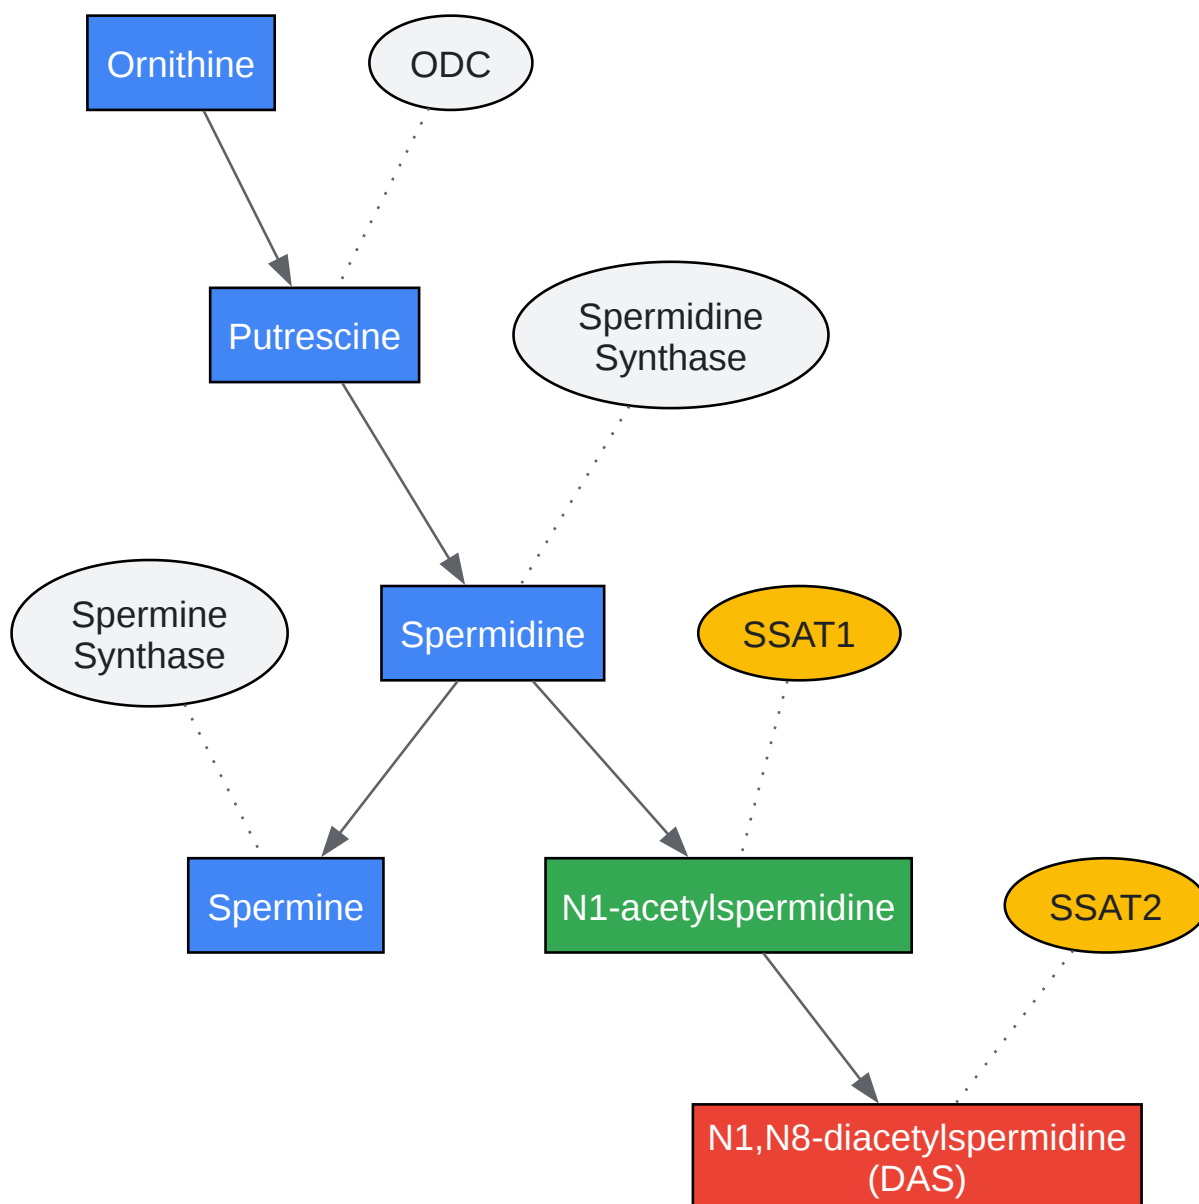 Ornithine
ODC
Putrescine
Spermidine
Synthase
Spermine
Synthase
Spermidine
SSAT1
Spermine
N1-acetylspermidine
SSAT2
N1,N8-diacetylspermidine
(DAS)